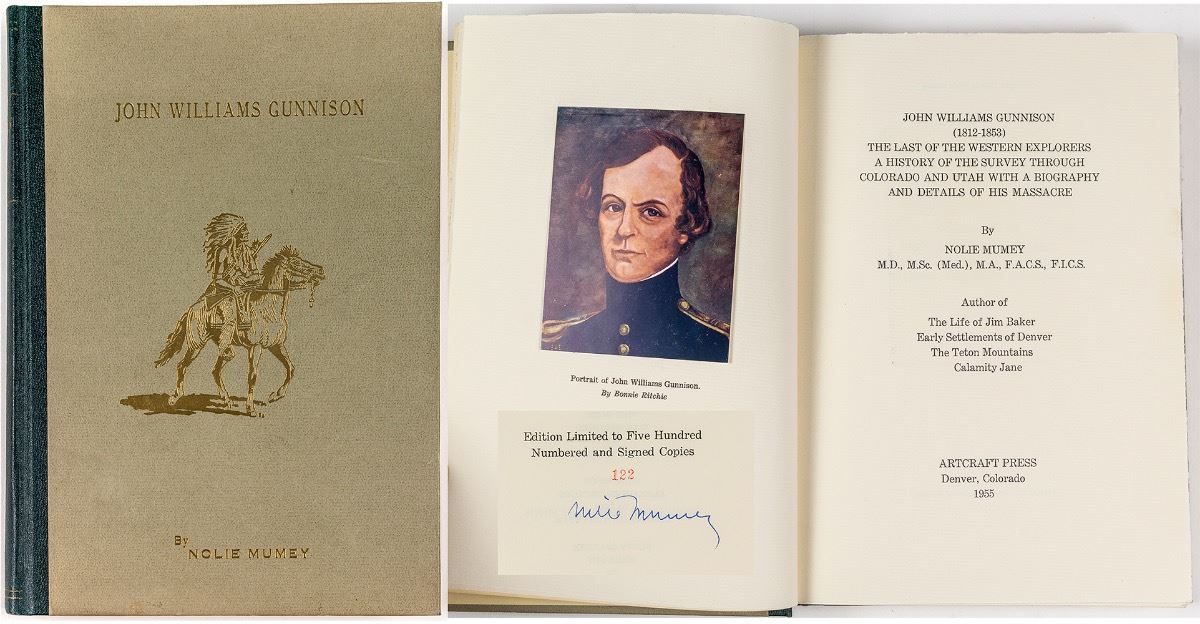 JOHN WILLIAMS GUNNISON
By
NOLIE MUMEY
Portrait of John Williams Gunnison.
By Bonnie Ritchie
Edition Limited to Five Hundred
Numbered and Signed Copies
122
Nolie Mumey
JOHN WILLIAMS GUNNISON
(1812-1853)
THE LAST OF THE WESTERN EXPLORERS
A HISTORY OF THE SURVEY THROUGH
COLORADO AND UTAH WITH A BIOGRAPHY
AND DETAILS OF HIS MASSACRE
By
NOLIE MUMEY
M.D., M.Sc. (Med.), M.A., F.A.C.S., F.I.C.S.
Author of
The Life of Jim Baker
Early Settlements of Denver
The Teton Mountains
Calamity Jane
ARTCRAFT PRESS
Denver, Colorado
1955